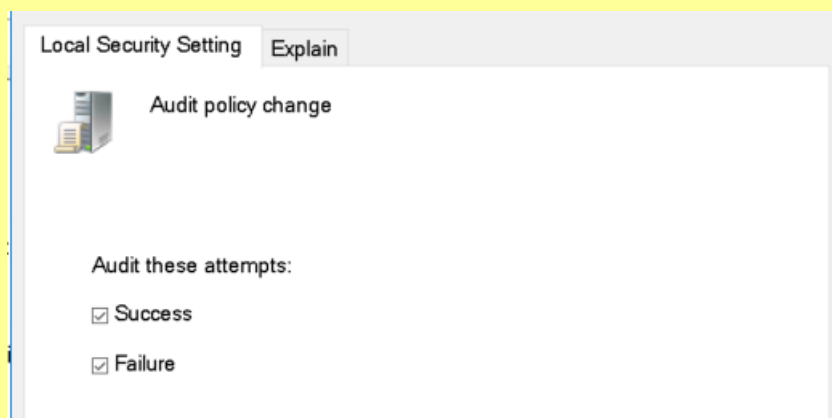 Local Security Setting Explain
Audit policy change
Audit these attempts:
Success
Failure